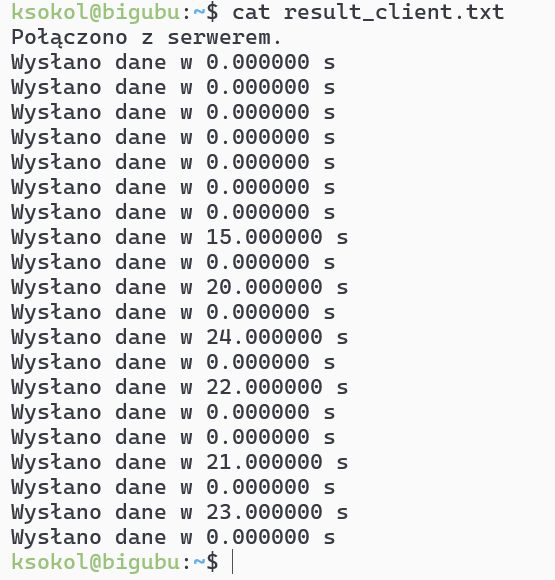 ksokol@bigubu:~$ cat result_client.txt
Połączono z serwerem.
Wysłano dane w 0.000000 s
Wysłano dane w 0.000000 s
Wysłano dane w 0.000000 s
Wysłano dane w 0.000000 s
Wysłano dane w 0.000000 s
Wysłano dane w 0.000000 s
Wysłano dane w 0.000000 s
Wysłano dane w 15.000000 s
Wysłano dane w 0.000000 s
Wysłano dane w 20.000000 s
Wysłano dane w 0.000000 s
Wysłano dane w 24.000000 s
Wysłano dane w 0.000000 s
Wysłano dane w 22.000000 s
Wysłano dane w 0.000000 s
Wysłano dane w 0.000000 s
Wysłano dane w 21.000000 s
Wysłano dane w 0.000000 s
Wysłano dane w 23.000000 s
Wysłano dane w 0.000000 s
ksokol@bigubu:~$